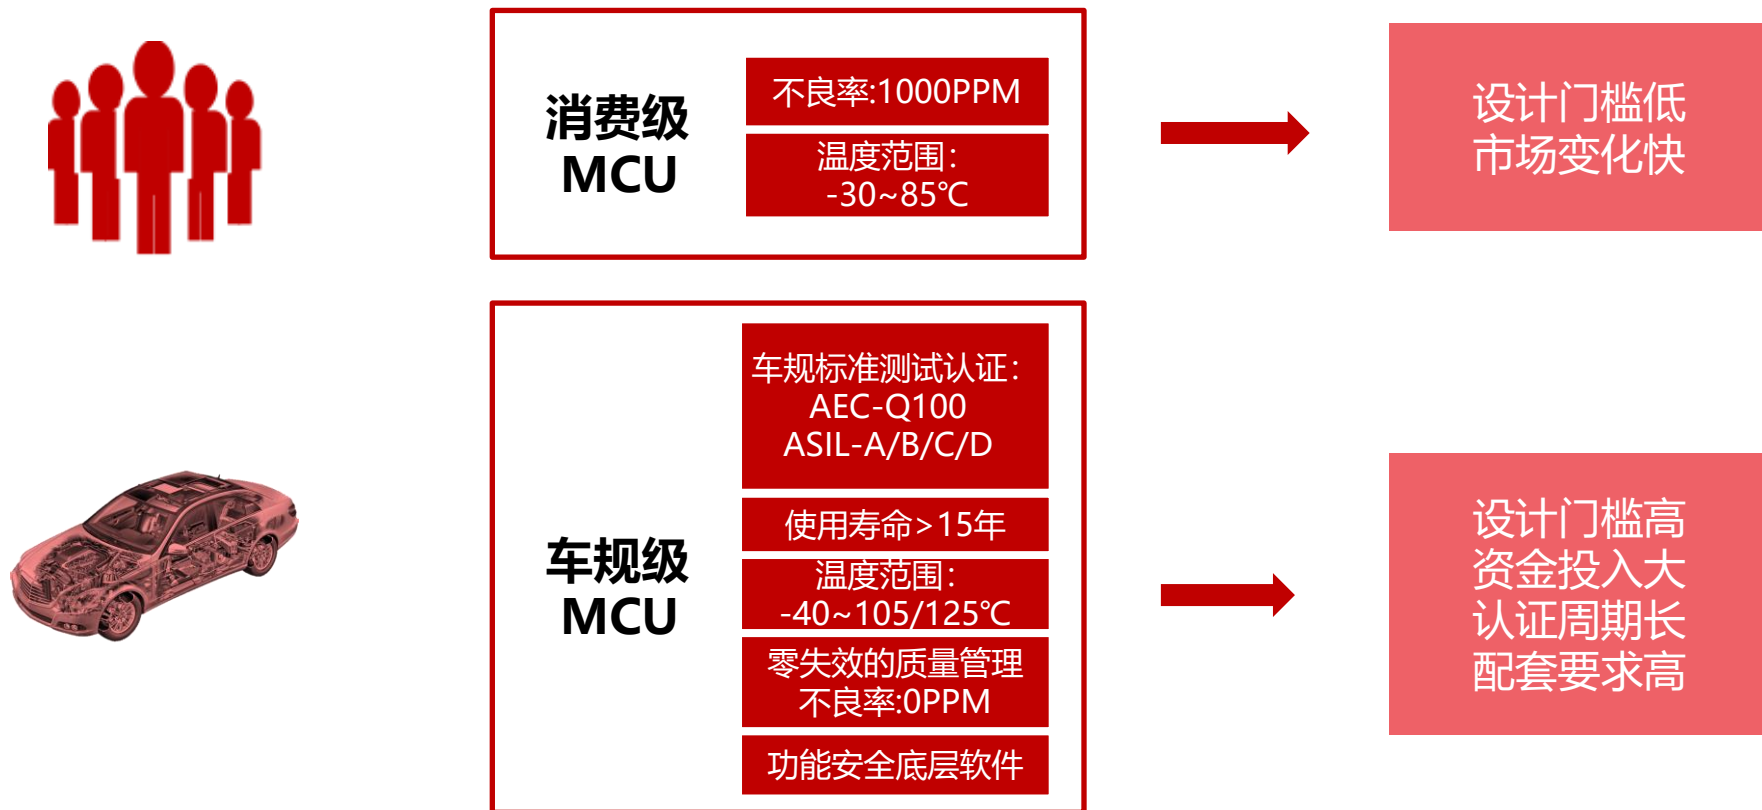 消费级
MCU
不良率:1000PPM
温度范围：
-30~85℃
设计门槛低
市场变化快
车规级
MCU
车规标准测试认证：
AEC-Q100
ASIL-A/B/C/D
使用寿命>15年
温度范围：
-40~105/125℃
零失效的质量管理
不良率:0PPM
功能安全底层软件
设计门槛高
资金投入大
认证周期长
配套要求高